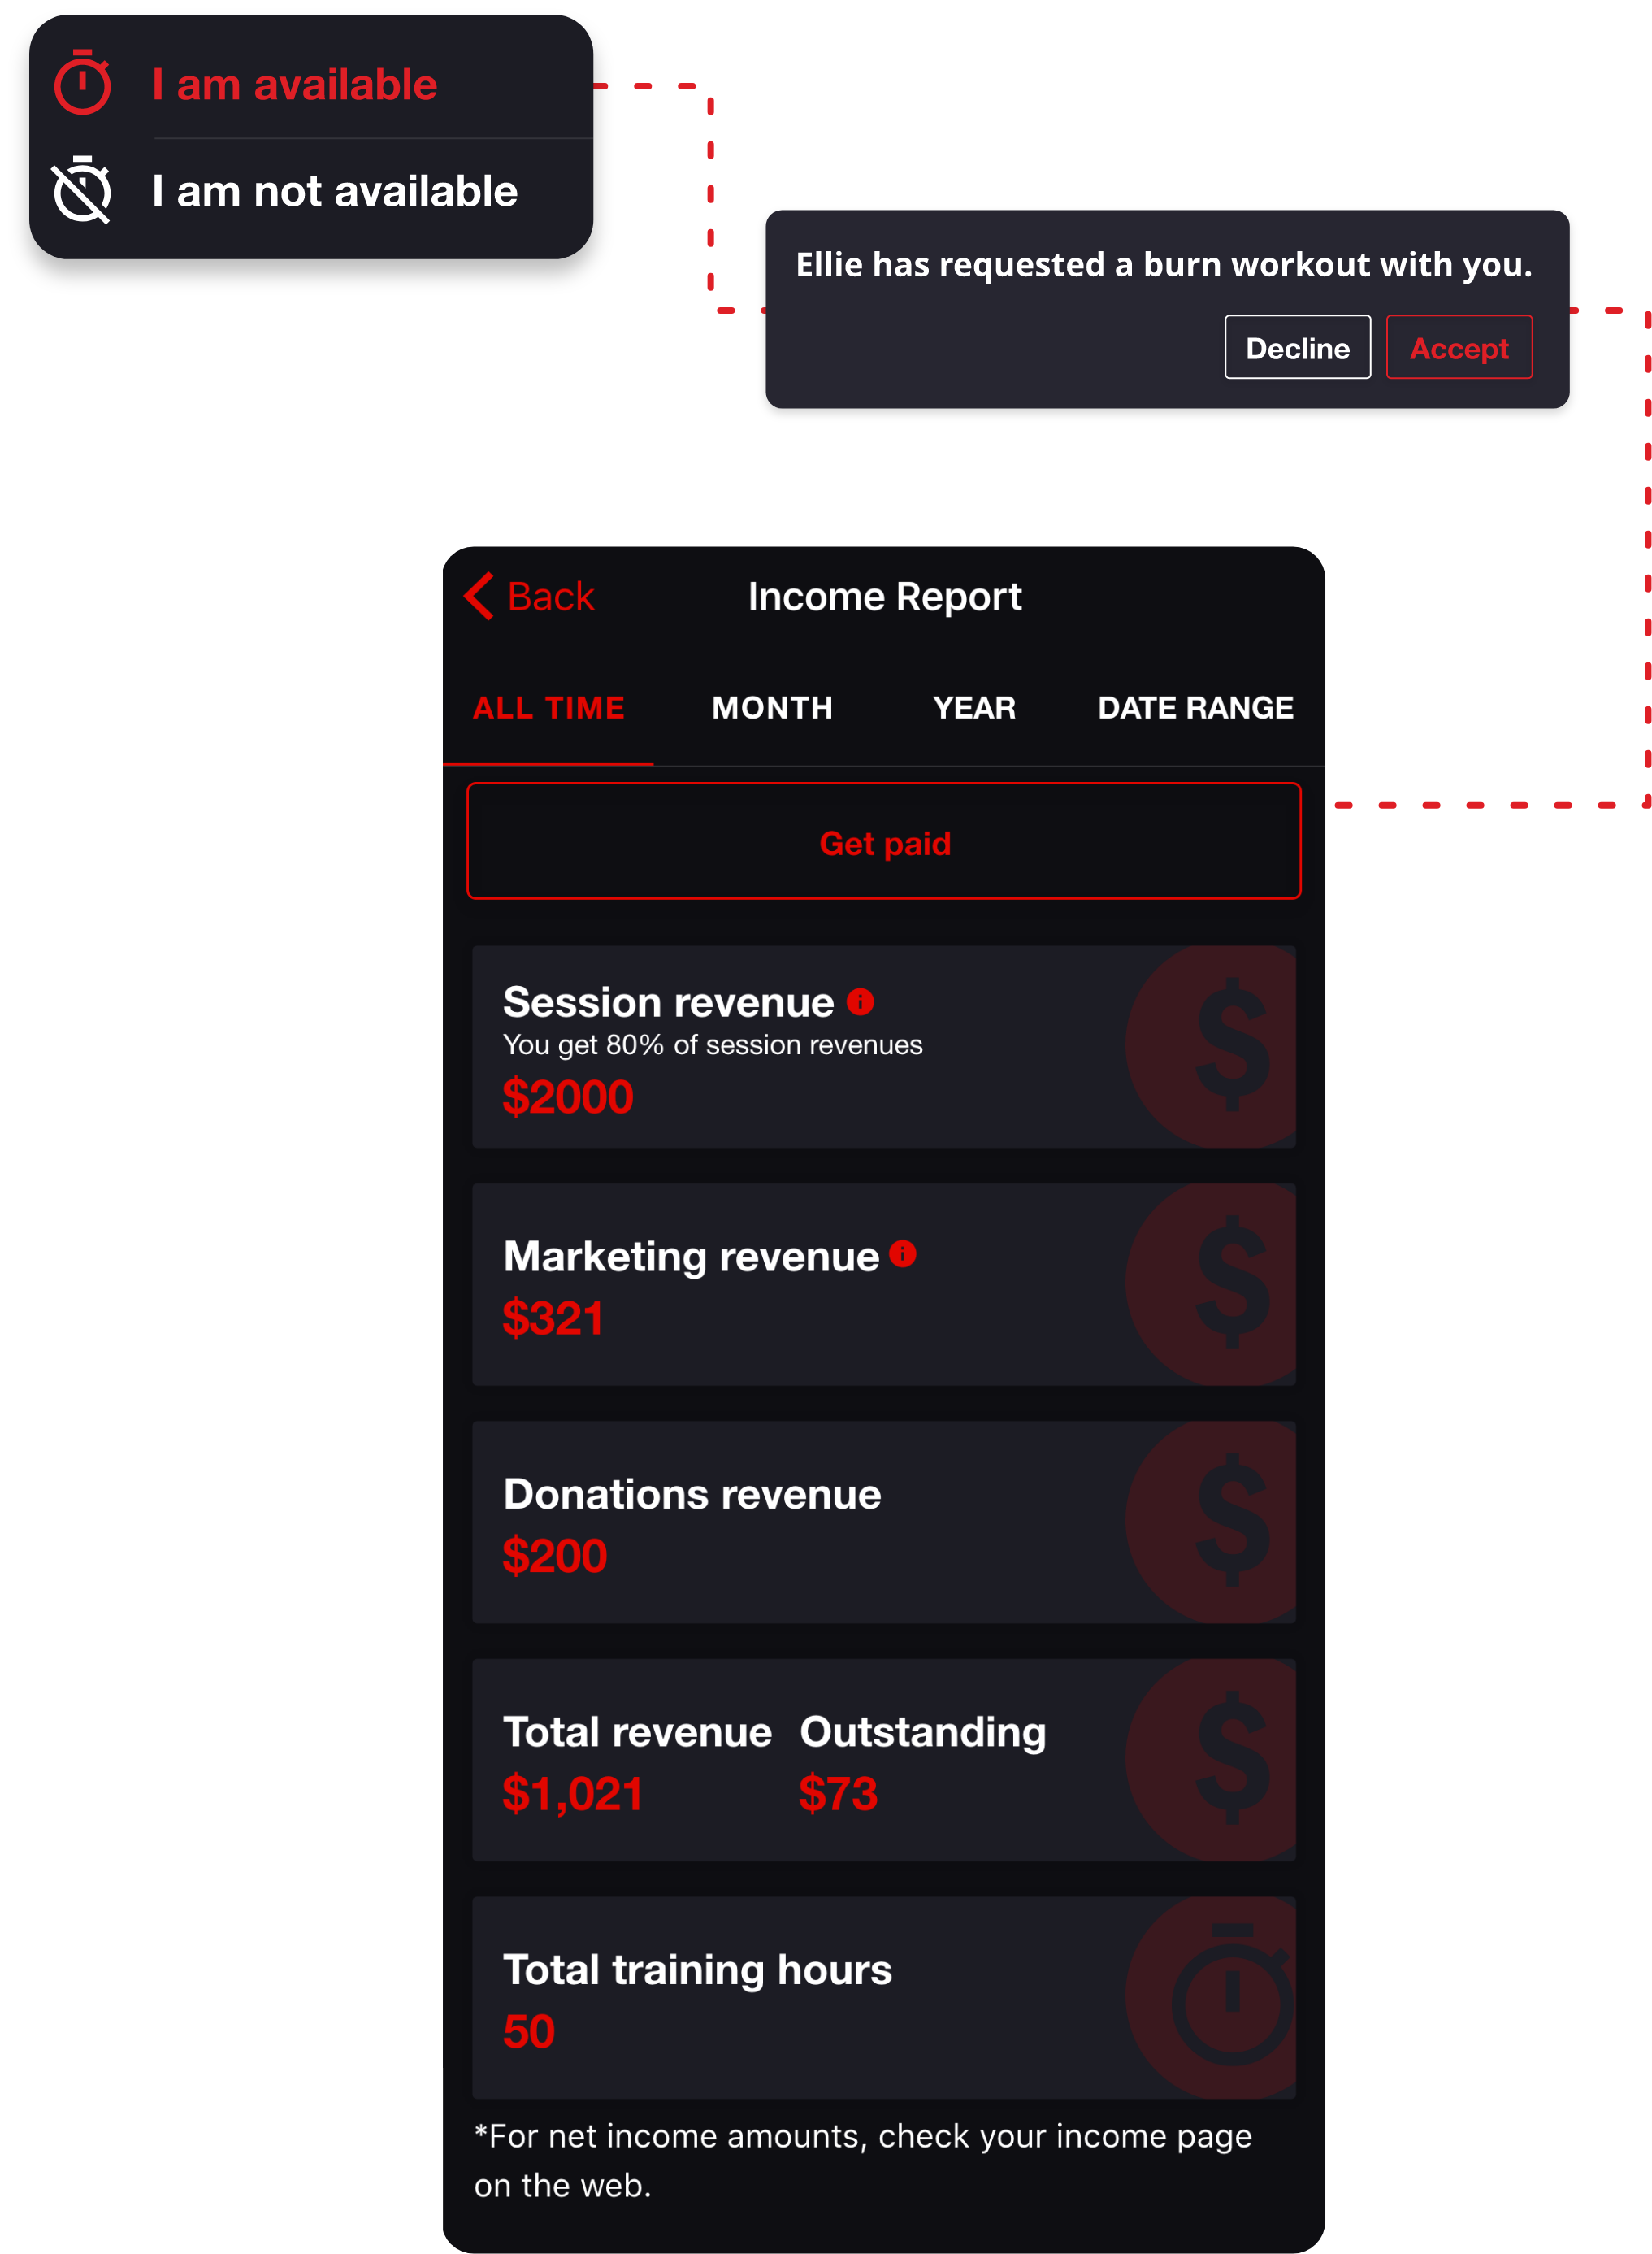 I am available
I am not available
Ellie has requested a burn workout with you.
Decline Accept
Back Income Report
ALL TIME MONTH YEAR DATE RANGE
Get paid
Session revenue
You get 80% of session revenues
$2000
Marketing revenue
$321
Donations revenue
$200
Total revenue Outstanding
$1,021 $73
Total training hours
50
*For net income amounts, check your income page
on the web.